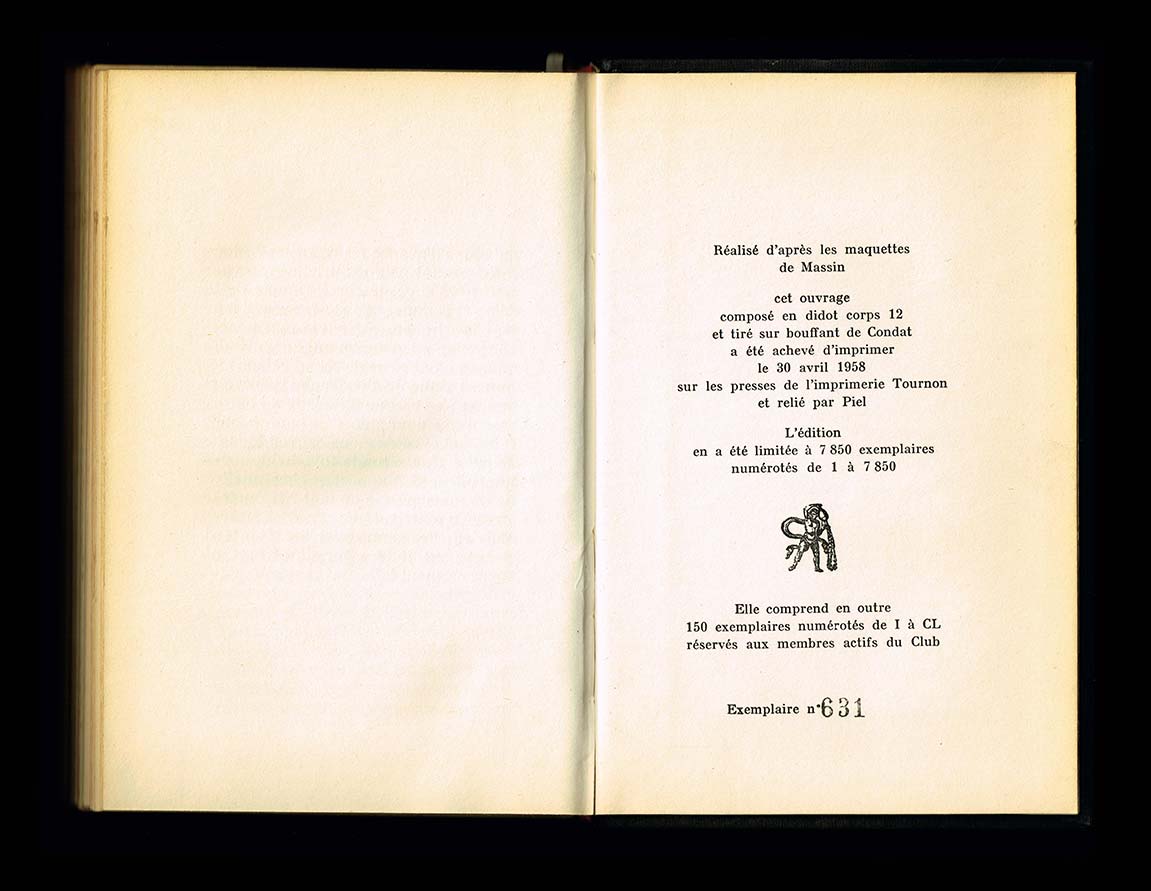 Réalisé d'après les maquettes
de Massin
cet ouvrage
composé en didot corps 12
et tiré sur bouffant de Condat
a été achevé d'imprimer
le 30 avril 1958
sur les presses de l'imprimerie Tournon
et relié par Piel
L'édition
en a été limitée à 7 850 exemplaires
numérotés de 1 à 7 850
Elle comprend en outre
150 exemplaires numérotés de I à CL
réservés aux membres actifs du Club
Exemplaire n° 631